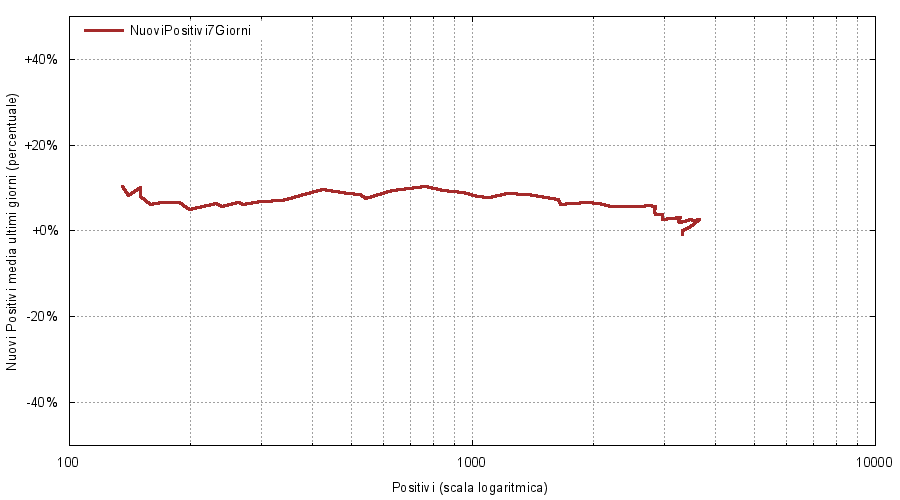 NuoviPositivi7Giorni
+40%
+20%
+0%
-20%
-40%
Nuovi Positivi media ultimi giorni (percentuale)
100
1000
10000
Positivi (scala logaritmica)